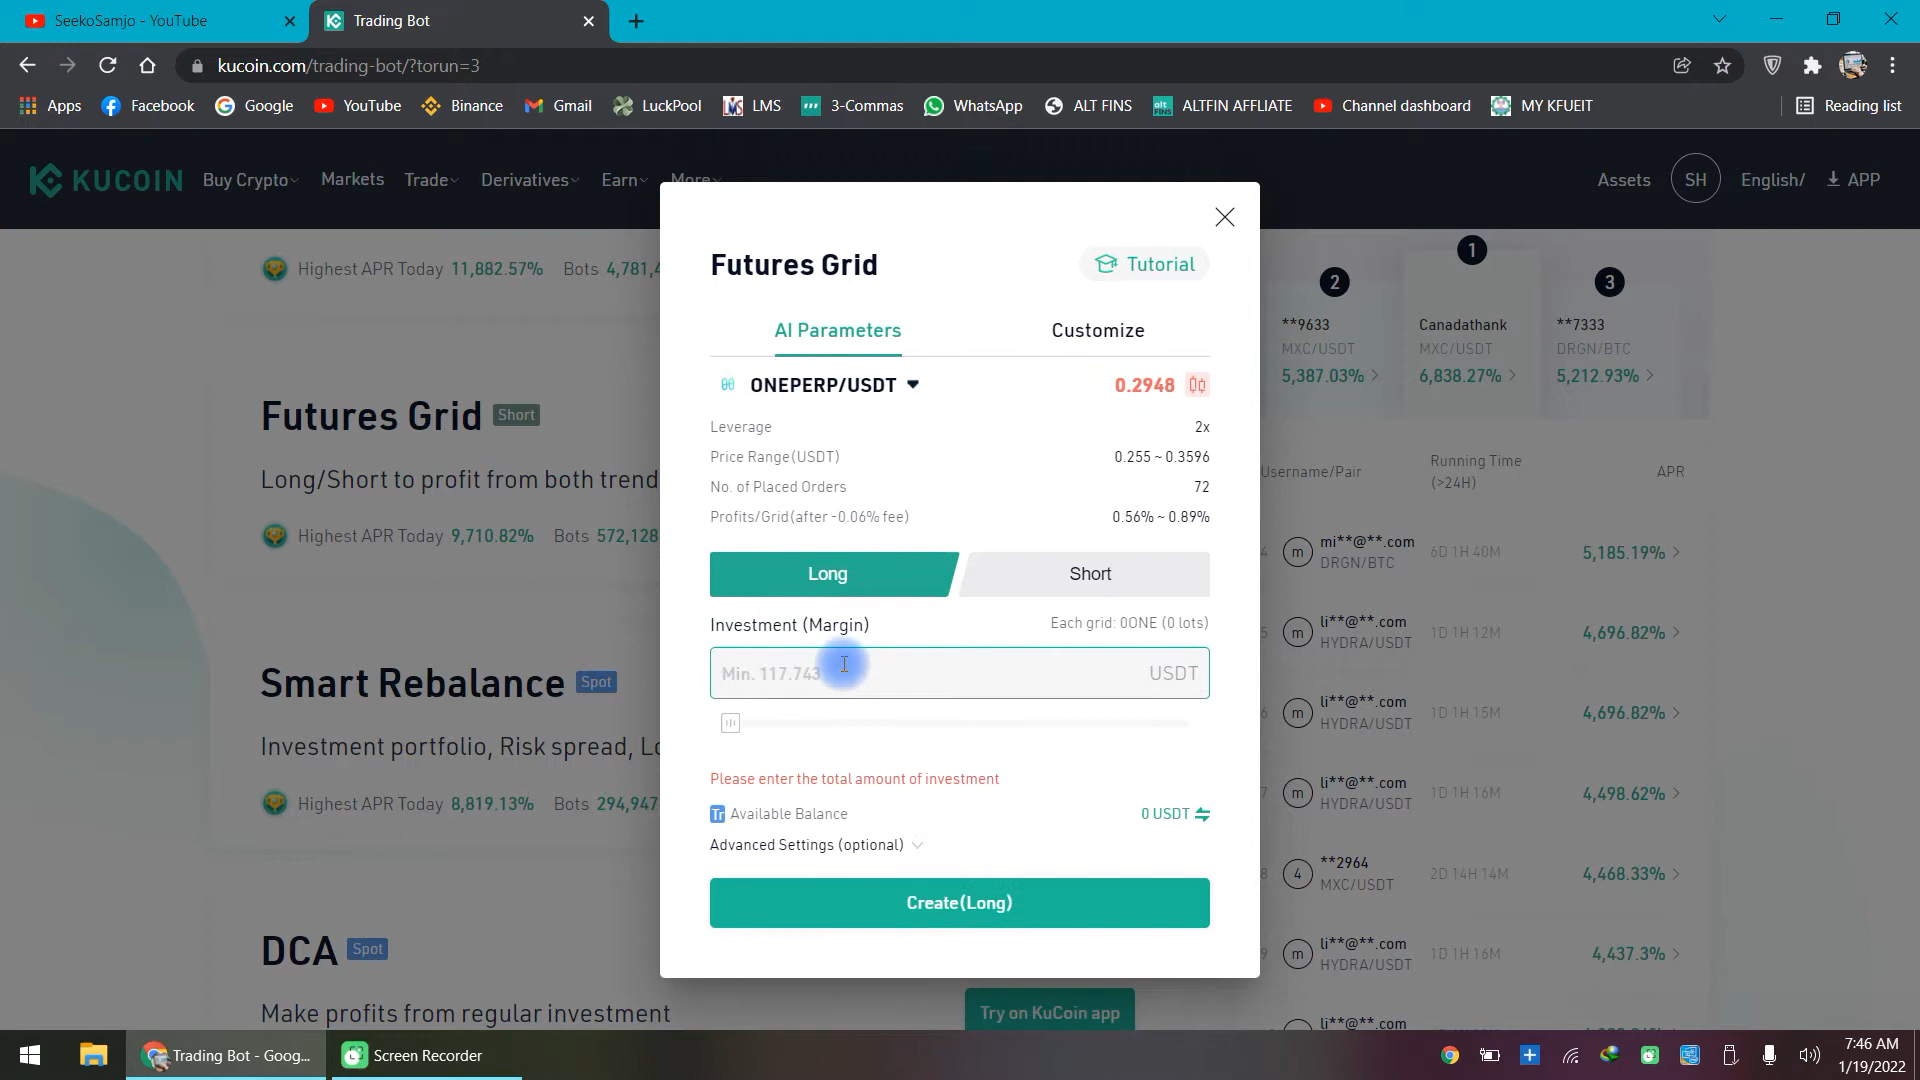 SeekoSamjo - YouTube
Trading Bot
kucoin.com/trading-bot/?torun=3
Apps Facebook Google YouTube Binance Gmail LuckPool LMS 3-Commas WhatsApp ALT FINS ALTFIN AFFLIATE Channel dashboard MY KFUEIT Reading list
KUCOIN Buy Crypto Markets Trade Derivatives Earn More Assets SH English/ APP
Highest APR Today 11,882.57% Bots 4,781,4
Futures Grid Short
Long/Short to profit from both trend
Highest APR Today 9,710.82% Bots 572,128
Smart Rebalance Spot
Investment portfolio, Risk spread, Lo
Highest APR Today 8,819.13% Bots 294,947
DCA Spot
Make profits from regular investment
Futures Grid
Tutorial
AI Parameters Customize
ONEPERP/USDT 0.2948
Leverage 2x
Price Range(USDT) 0.255 ~ 0.3596
No. of Placed Orders 72
Profits/Grid(after -0.06% fee) 0.56% ~ 0.89%
Long Short
Investment (Margin) Each grid: 0ONE (0 lots)
Min. 117.743 USDT
Please enter the total amount of investment
Tr Available Balance 0 USDT
Advanced Settings (optional)
Create(Long)
Try on KuCoin app
2 1 3
**9633 Canadathank **7333
MXC/USDT MXC/USDT DRGN/BTC
5,387.03% 6,838.27% 5,212.93%
Username/Pair Running Time (>24H) APR
4 m mi**@**.com 6D 1H 40M 5,185.19%
DRGN/BTC
5 m li**@**.com 1D 1H 12M 4,696.82%
HYDRA/USDT
6 m li**@**.com 1D 1H 15M 4,696.82%
HYDRA/USDT
7 m li**@**.com 1D 1H 16M 4,498.62%
HYDRA/USDT
8 4 **2964 2D 14H 14M 4,468.33%
MXC/USDT
9 m li**@**.com 1D 1H 16M 4,437.3%
HYDRA/USDT
li**@**.com
Trading Bot - Goog...
Screen Recorder
7:46 AM
1/19/2022